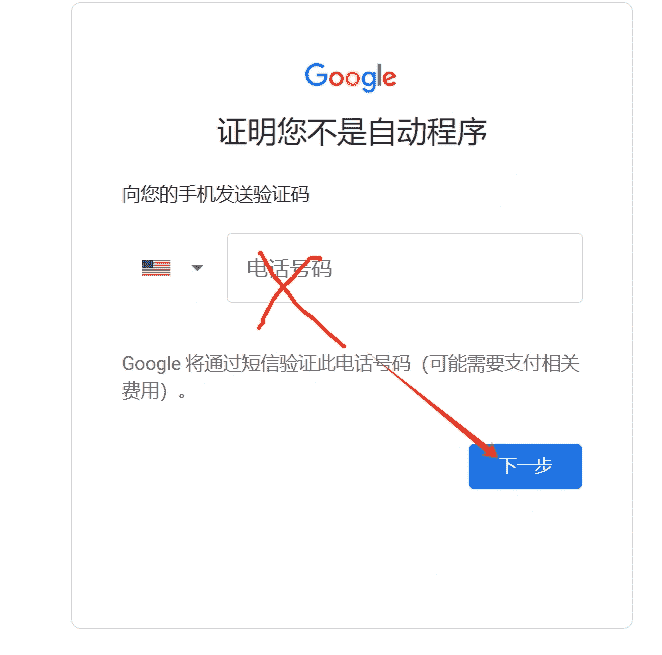 Google
证明您不是自动程序
向您的手机发送验证码
电话号码
Google 将通过短信验证此电话号码（可能需要支付相关
费用）。
下一步